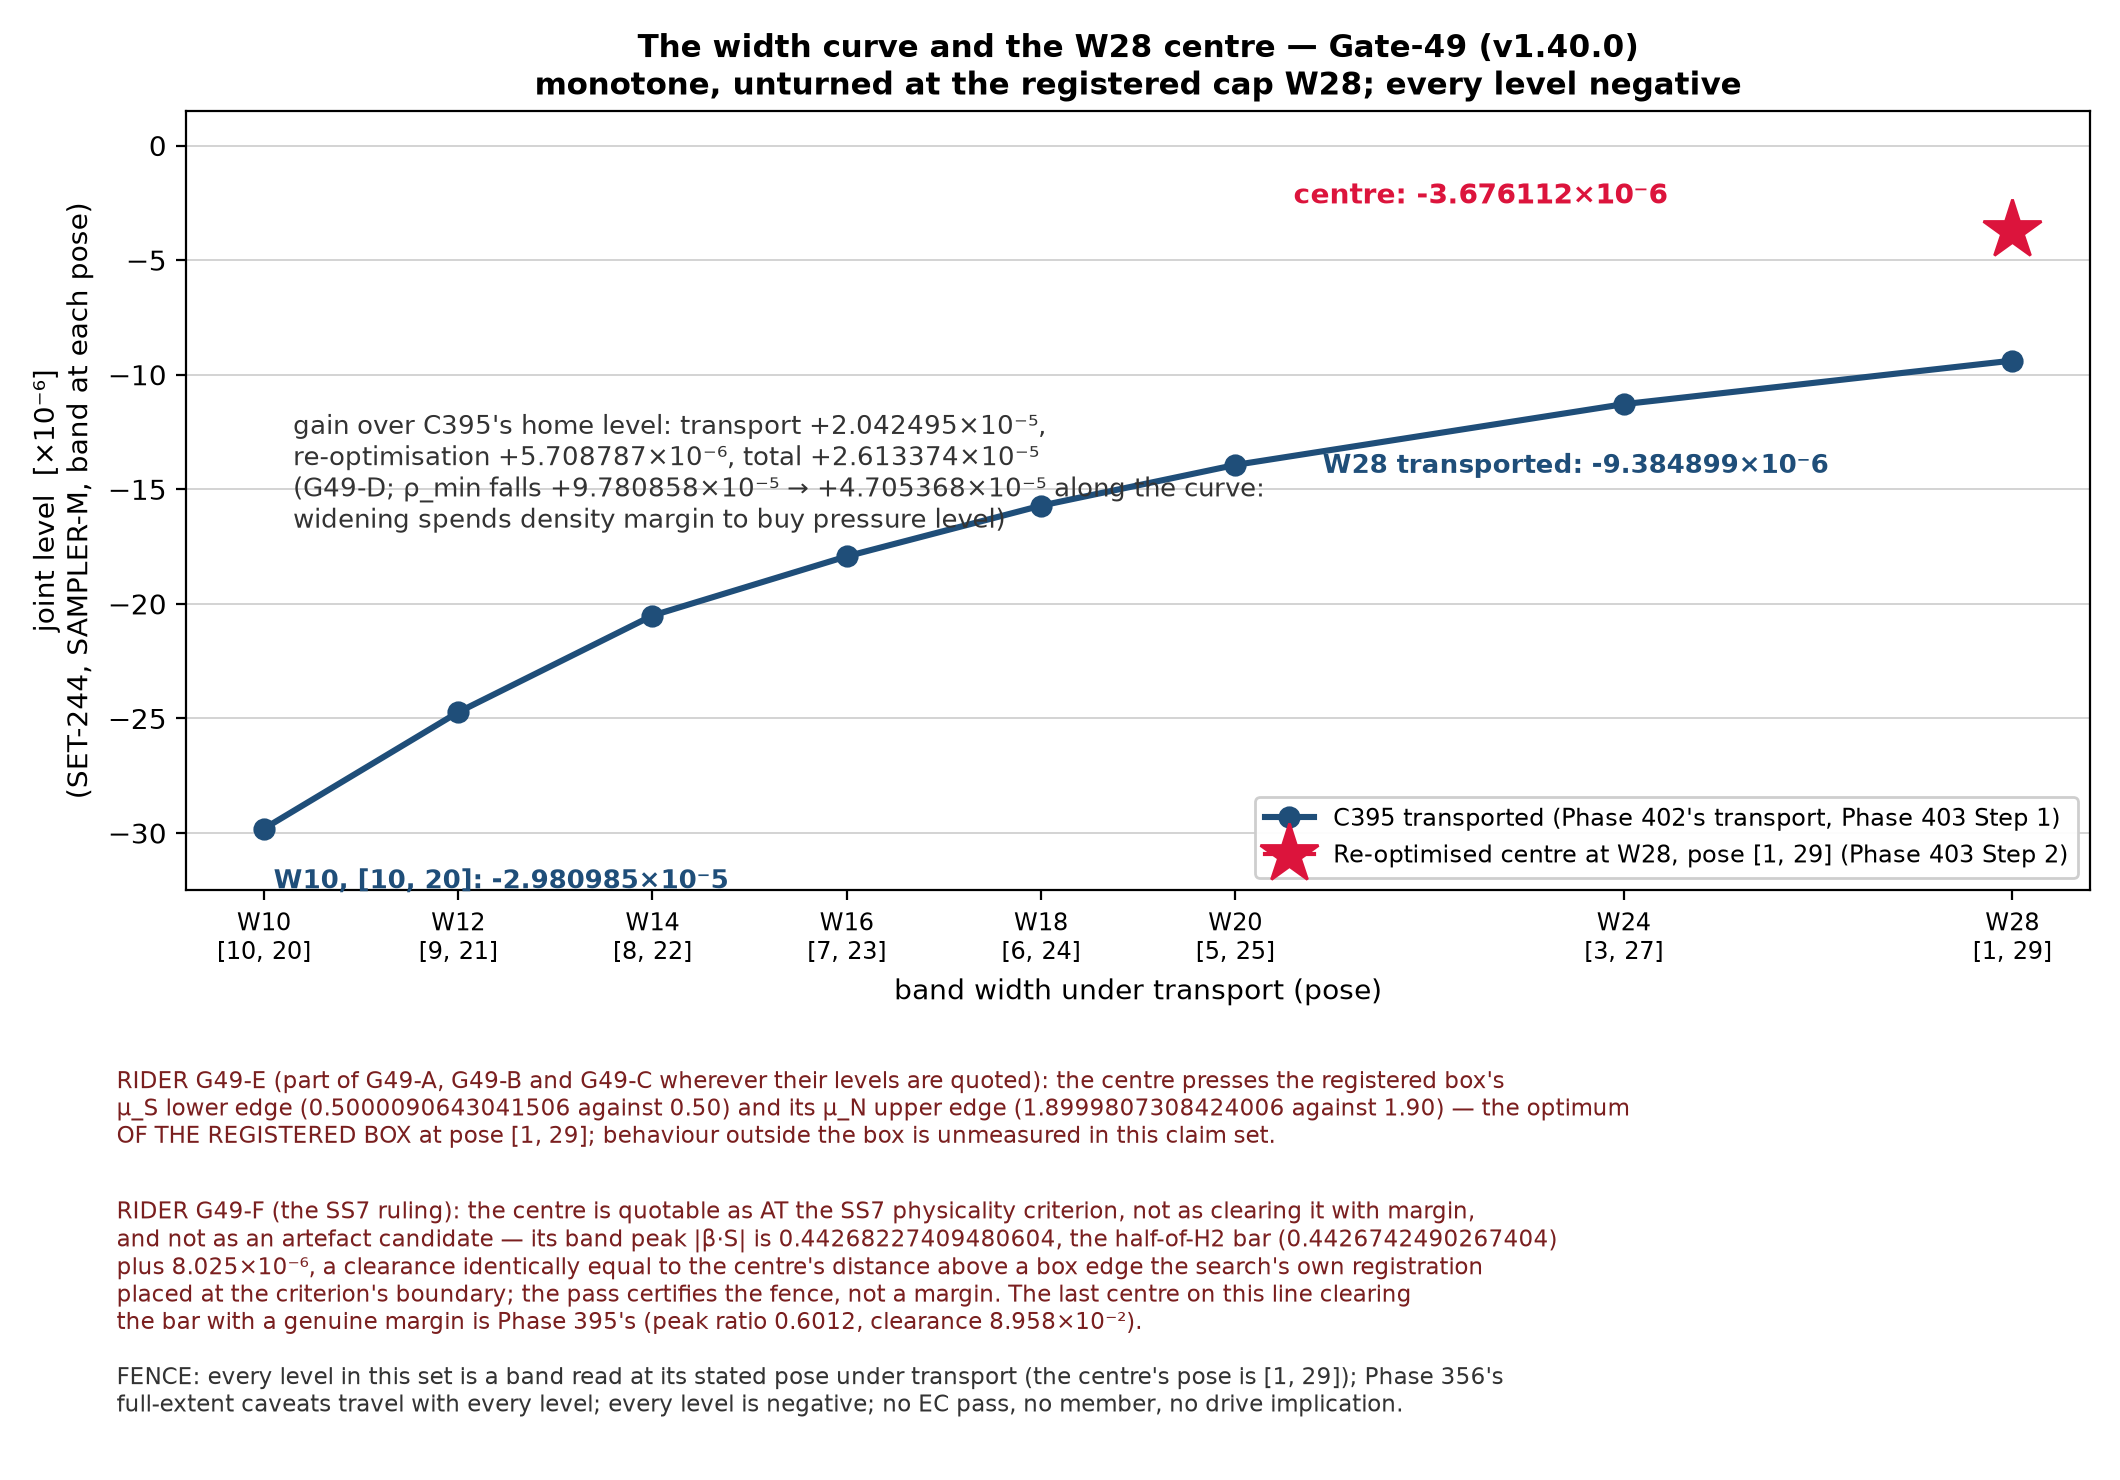 The width curve and the W28 centre — Gate-49 (v1.40.0)
monotone, unturned at the registered cap W28; every level negative
joint level [×10⁻⁶]
(SET-244, SAMPLER-M, band at each pose)
0
−5
−10
−15
−20
−25
−30
centre: -3.676112×10⁻6
gain over C395's home level: transport +2.042495×10⁻⁵,
re-optimisation +5.708787×10⁻⁶, total +2.613374×10⁻⁵
(G49-D; ρ_min falls +9.780858×10⁻⁵ → +4.705368×10⁻⁵ along the curve:
widening spends density margin to buy pressure level)
W28 transported: -9.384899×10⁻6
W10, [10, 20]: -2.980985×10⁻5
C395 transported (Phase 402's transport, Phase 403 Step 1)
Re-optimised centre at W28, pose [1, 29] (Phase 403 Step 2)
W10 W12 W14 W16 W18 W20 W24 W28
[10, 20] [9, 21] [8, 22] [7, 23] [6, 24] [5, 25] [3, 27] [1, 29]
band width under transport (pose)
RIDER G49-E (part of G49-A, G49-B and G49-C wherever their levels are quoted): the centre presses the registered box's
μ_S lower edge (0.5000090643041506 against 0.50) and its μ_N upper edge (1.8999807308424006 against 1.90) — the optimum
OF THE REGISTERED BOX at pose [1, 29]; behaviour outside the box is unmeasured in this claim set.
RIDER G49-F (the SS7 ruling): the centre is quotable as AT the SS7 physicality criterion, not as clearing it with margin,
and not as an artefact candidate — its band peak |β·S| is 0.44268227409480604, the half-of-H2 bar (0.4426742490267404)
plus 8.025×10⁻⁶, a clearance identically equal to the centre's distance above a box edge the search's own registration
placed at the criterion's boundary; the pass certifies the fence, not a margin. The last centre on this line clearing
the bar with a genuine margin is Phase 395's (peak ratio 0.6012, clearance 8.958×10⁻²).
FENCE: every level in this set is a band read at its stated pose under transport (the centre's pose is [1, 29]); Phase 356's
full-extent caveats travel with every level; every level is negative; no EC pass, no member, no drive implication.